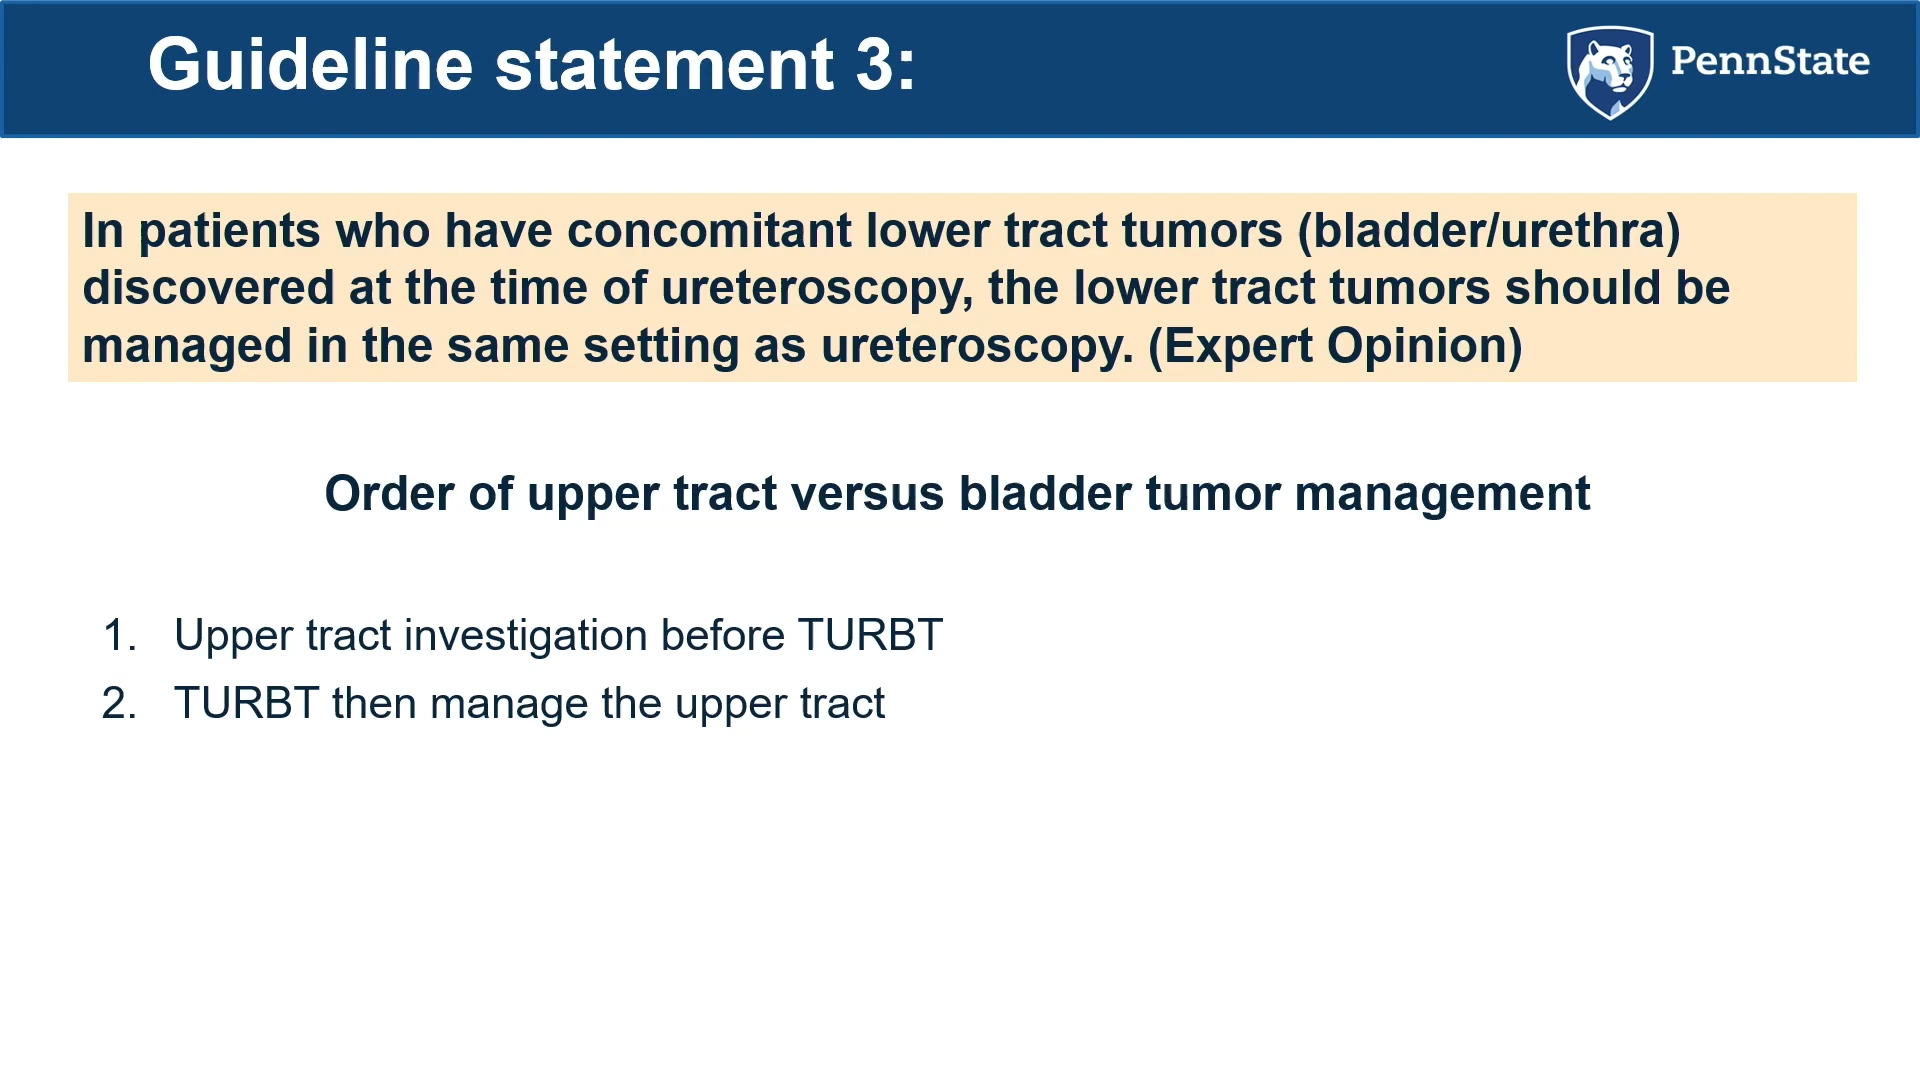 Guideline statement 3:
PennState
In patients who have concomitant lower tract tumors (bladder/urethra)
discovered at the time of ureteroscopy, the lower tract tumors should be
managed in the same setting as ureteroscopy. (Expert Opinion)
Order of upper tract versus bladder tumor management
1. Upper tract investigation before TURBT
2. TURBT then manage the upper tract